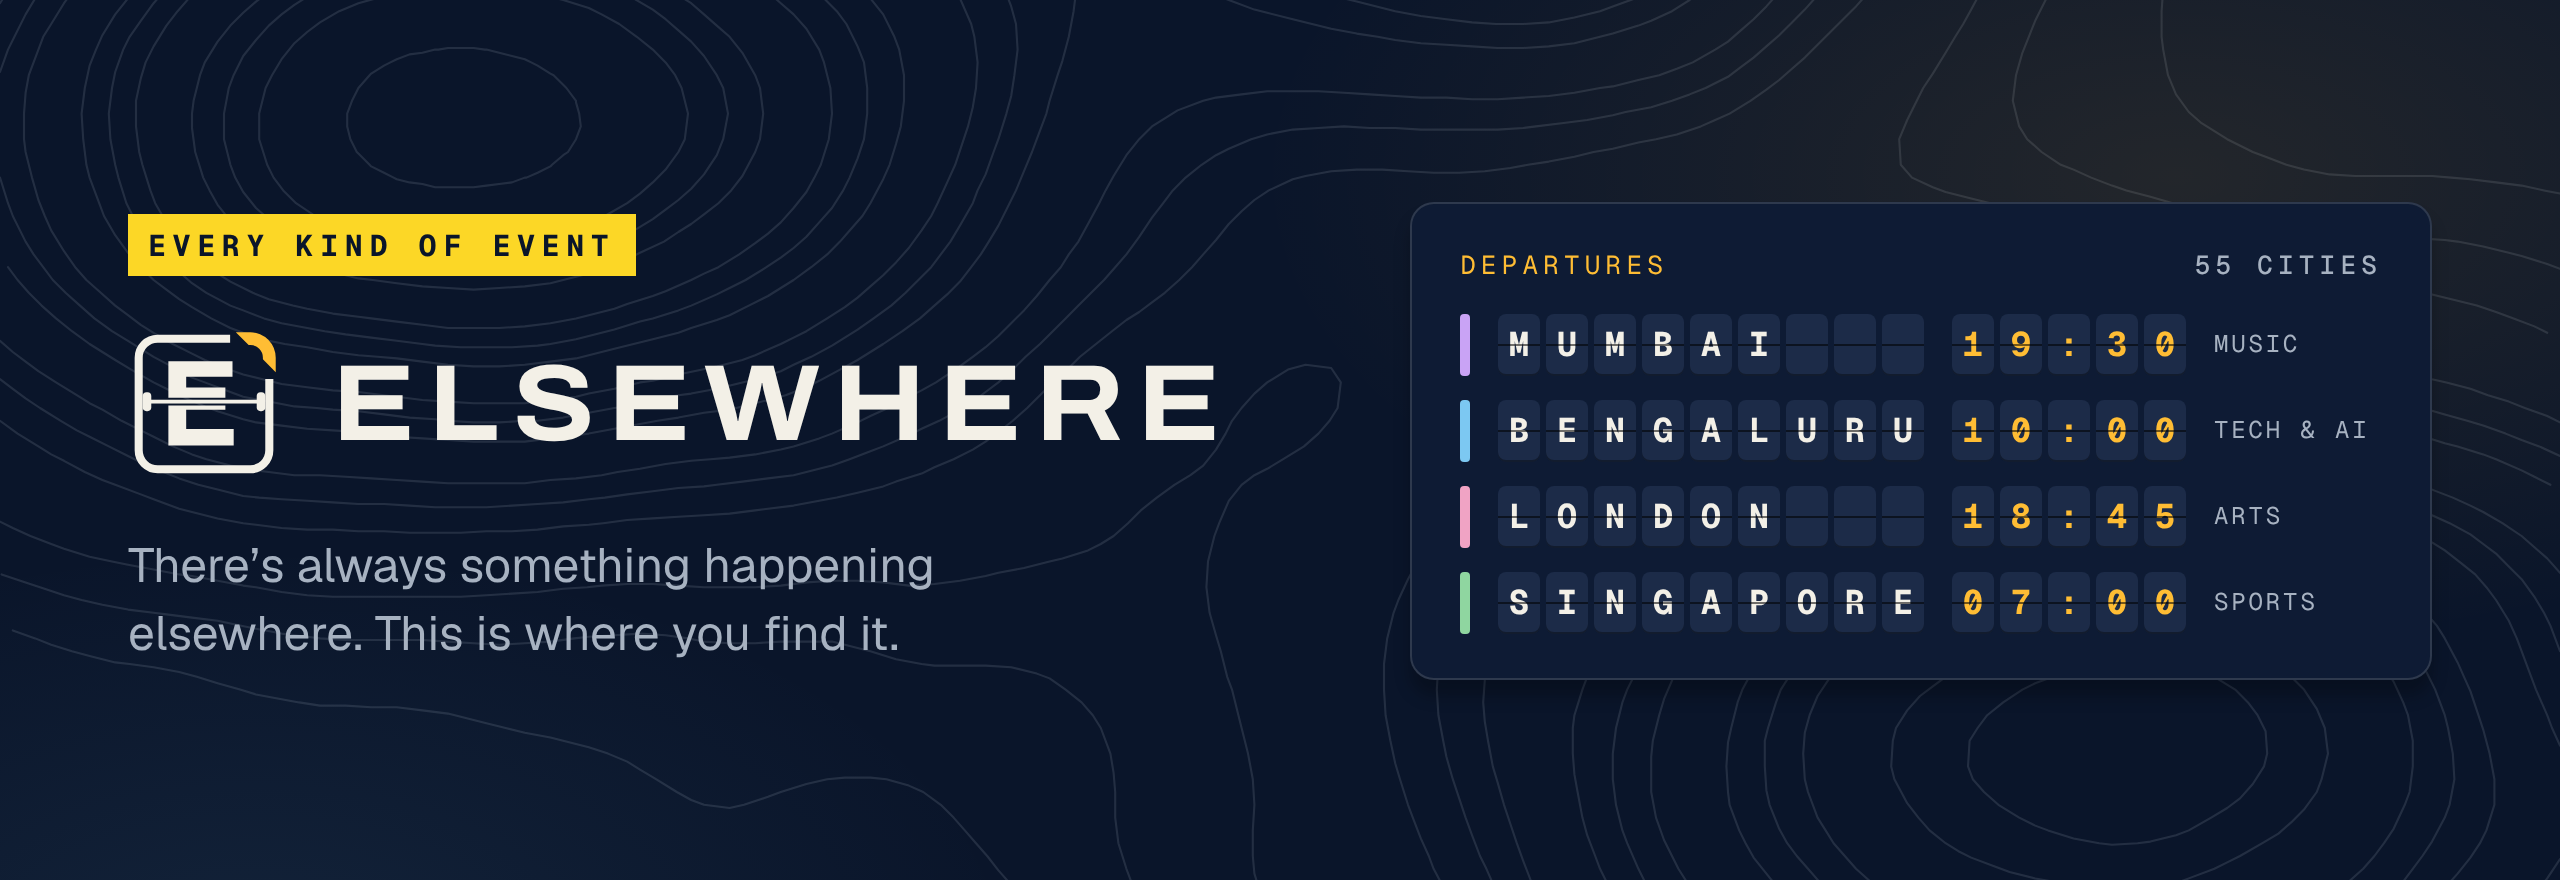 EVERY KIND OF EVENT
E ELSEWHERE
There’s always something happening
elsewhere. This is where you find it.
DEPARTURES 55 CITIES
MUMBAI 19:30 MUSIC
BENGALURU 10:00 TECH & AI
LONDON 18:45 ARTS
SINGAPORE 07:00 SPORTS